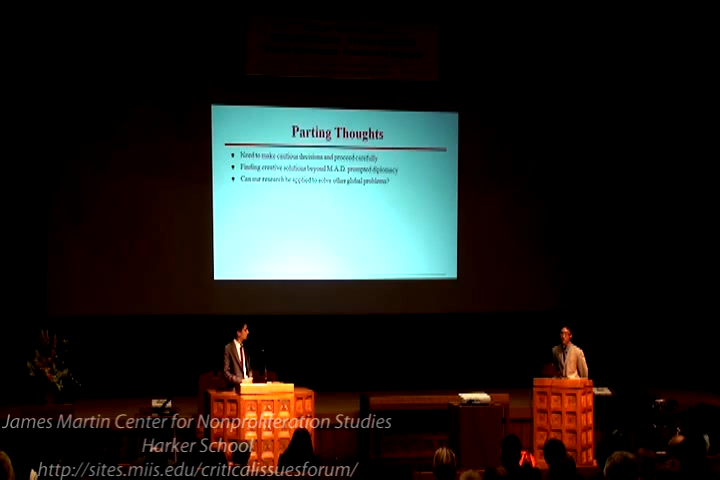 Parting Thoughts
Need to make cautious decisions and proceed carefully
Finding creative solutions beyond M.A.D. prompted diplomacy
Can our research be applied to solve other global problems?
James Martin Center for Nonproliferation Studies
Harker School
http://sites.miis.edu/criticalissuesforum/